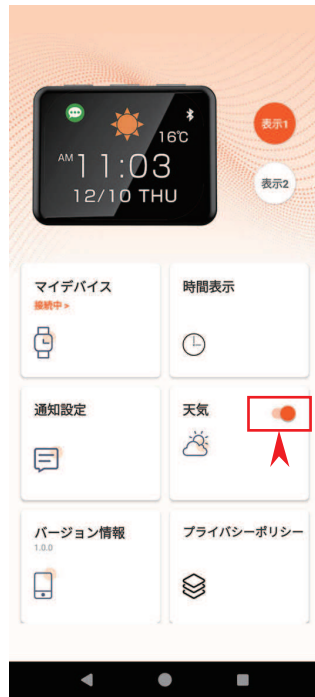 16℃
AM 11:03
12/10 THU
表示1
表示2
マイデバイス
接続中 >
時間表示
通知設定
天気
バージョン情報
1.0.0
プライバシーポリシー